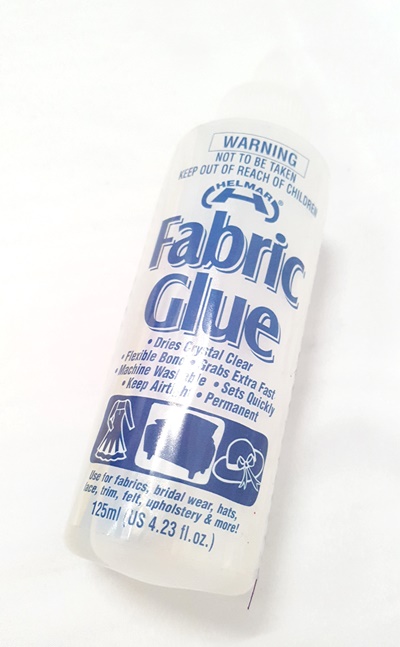 WARNING
NOT TO BE TAKEN
KEEP OUT OF REACH OF CHILDREN
HELMAR
Fabric
Glue
• Dries Crystal Clear
• Flexible Bond • Grabs Extra Fast
• Machine Washable • Sets Quickly
• Keep Airtight • Permanent
Use for fabrics, bridal wear, hats,
lace, trim, felt, upholstery & more!
125ml (US 4.23 fl.oz.)